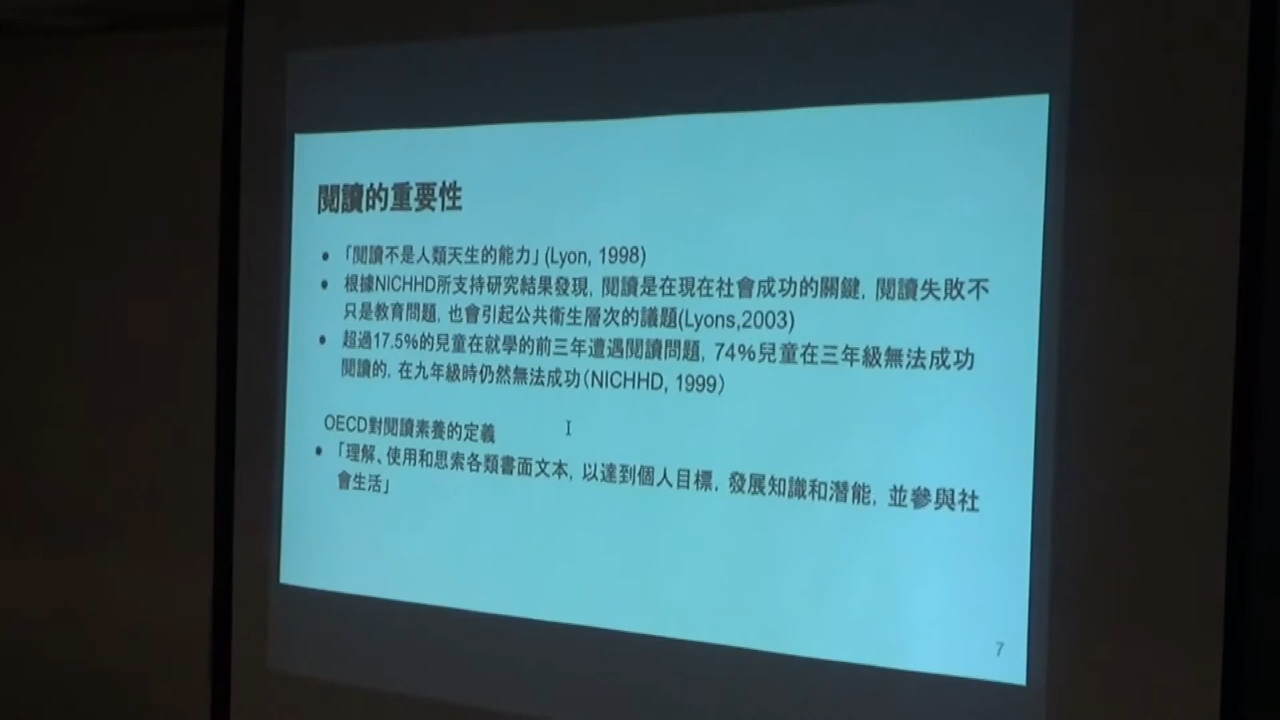 閱讀的重要性
●「閱讀不是人類天生的能力」(Lyon, 1998)
● 根據NICHHD所支持研究結果發現, 閱讀是在現在社會成功的關鍵, 閱讀失敗不
只是教育問題, 也會引起公共衛生層次的議題(Lyons,2003)
● 超過17.5%的兒童在就學的前三年遭遇閱讀問題, 74%兒童在三年級無法成功
閱讀的, 在九年級時仍然無法成功（NICHHD, 1999）
OECD對閱讀素養的定義
●「理解、使用和思索各類書面文本, 以達到個人目標, 發展知識和潛能, 並參與社
會生活」
7